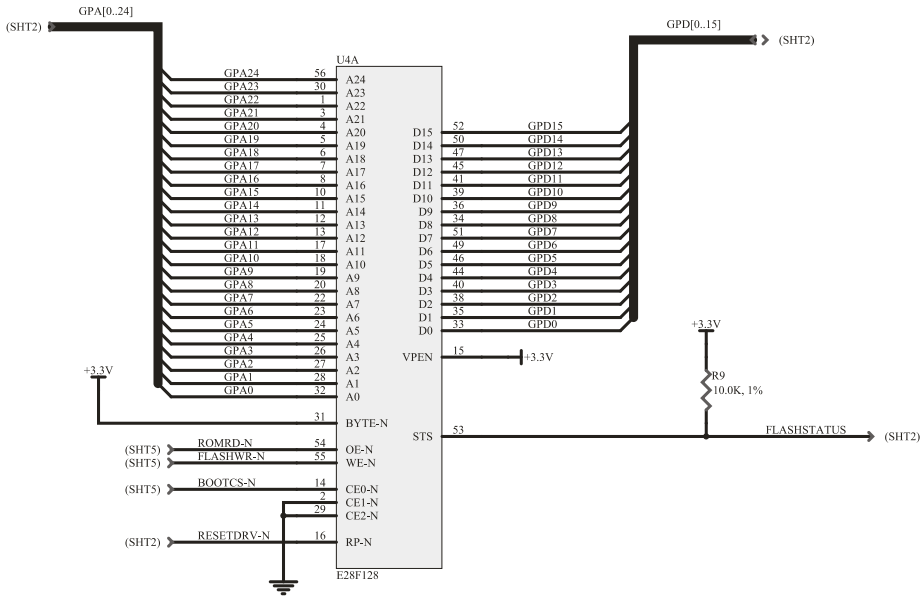 GPA[0..24]
(SHT2)
GPD[0..15]
(SHT2)
U4A
GPA24 56 A24
GPA23 30 A23
GPA22 1 A22
GPA21 3 A21
GPA20 4 A20 D15 52 GPD15
GPA19 5 A19 D14 50 GPD14
GPA18 6 A18 D13 47 GPD13
GPA17 7 A17 D12 45 GPD12
GPA16 8 A16 D11 41 GPD11
GPA15 10 A15 D10 39 GPD10
GPA14 11 A14 D9 36 GPD9
GPA13 12 A13 D8 34 GPD8
GPA12 13 A12 D7 51 GPD7
GPA11 17 A11 D6 49 GPD6
GPA10 18 A10 D5 46 GPD5
GPA9 19 A9 D4 44 GPD4
GPA8 20 A8 D3 40 GPD3
GPA7 22 A7 D2 38 GPD2
GPA6 23 A6 D1 35 GPD1
GPA5 24 A5 D0 33 GPD0
GPA4 25 A4
GPA3 26 A3 VPEN 15 +3.3V
GPA2 27 A2
GPA1 28 A1
GPA0 32 A0
+3.3V
31 BYTE-N
+3.3V
R9
10.0K, 1%
STS 53 FLASHSTATUS (SHT2)
(SHT5) ROMRD-N 54 OE-N
(SHT5) FLASHWR-N 55 WE-N
(SHT5) BOOTCS-N 14 CE0-N
2 CE1-N
29 CE2-N
(SHT2) RESETDRV-N 16 RP-N
E28F128